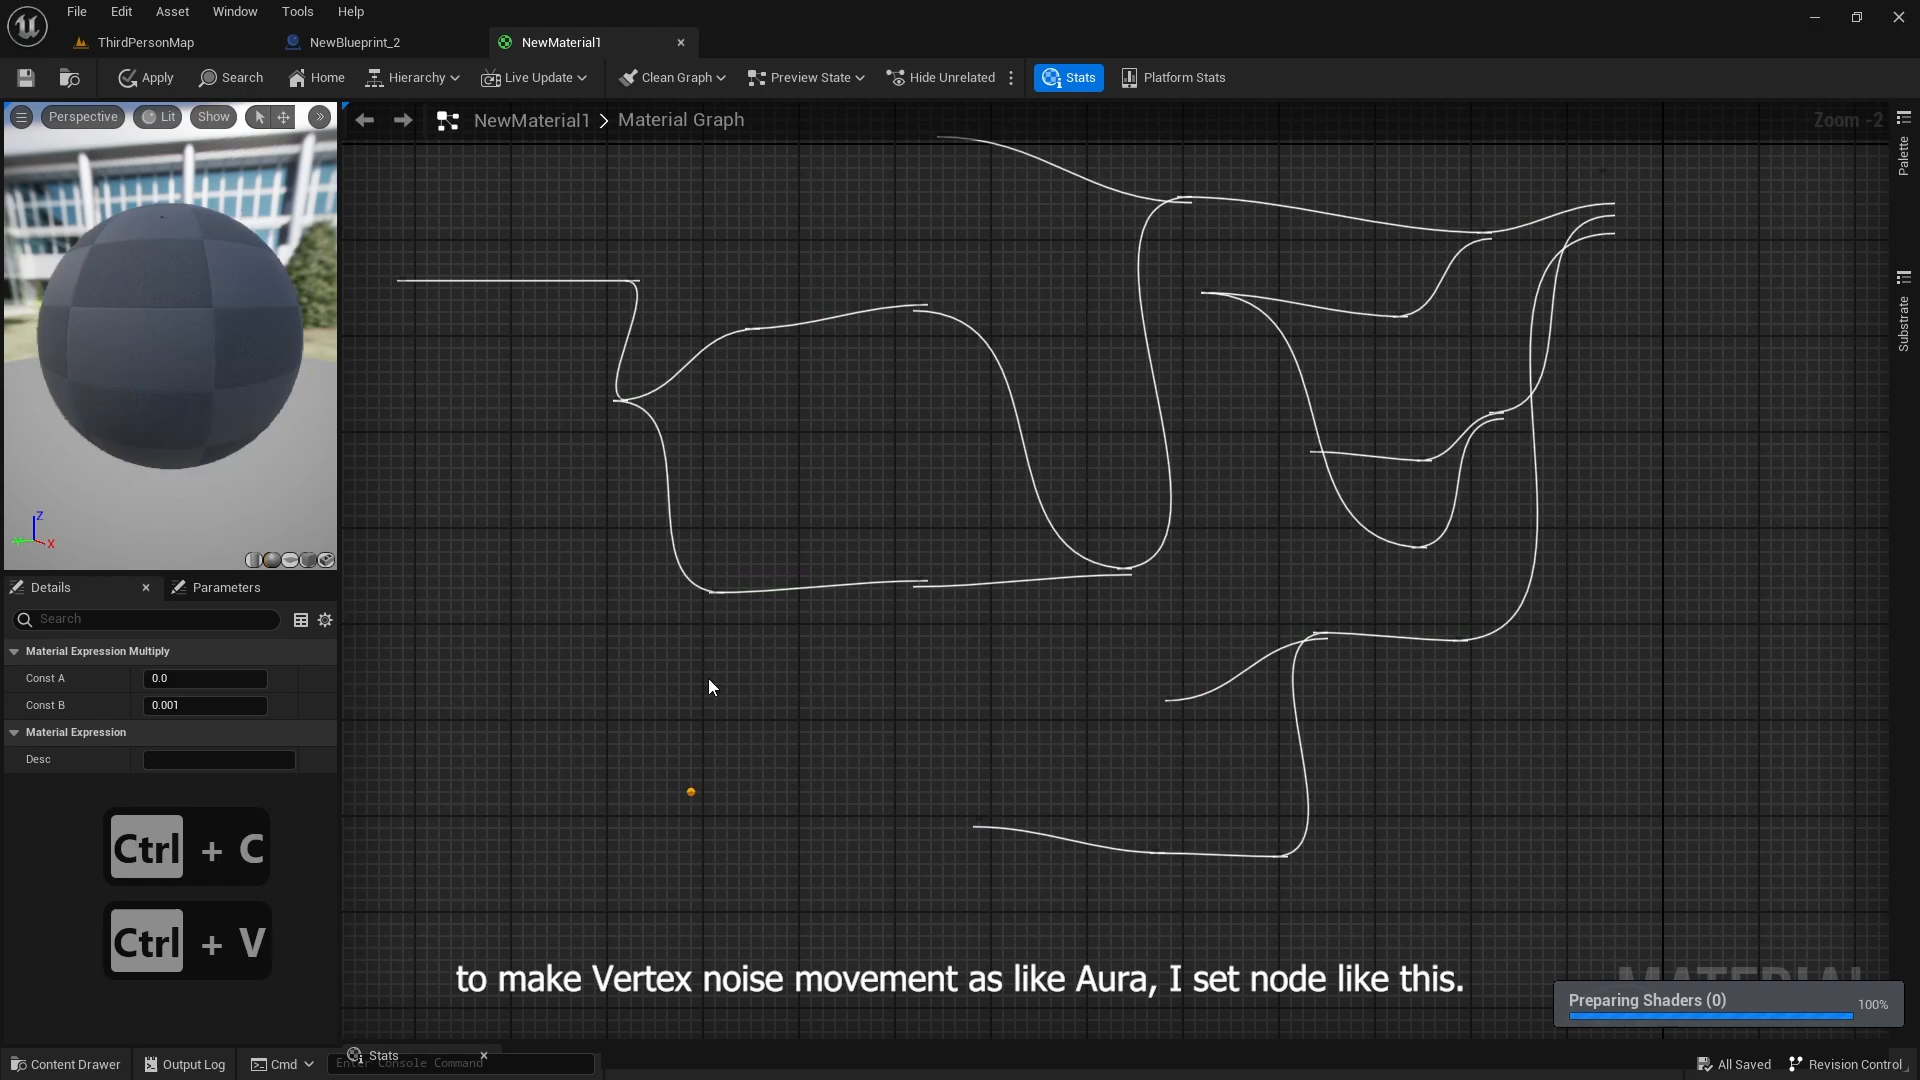 File Edit Asset Window Tools Help
ThirdPersonMap NewBlueprint_2 NewMaterial1
Apply Search Home Hierarchy Live Update Clean Graph Preview State Hide Unrelated Stats Platform Stats
Perspective Lit Show
NewMaterial1 > Material Graph
Zoom -2
Palette
Substrate
Z
X
Details Parameters
Search
Material Expression Multiply
Const A 0.0
Const B 0.001
Material Expression
Desc
Ctrl + C
Ctrl + V
to make Vertex noise movement as like Aura, I set node like this.
MATERIAL
Preparing Shaders (0) 100%
Stats
Content Drawer Output Log Cmd Enter Console Command All Saved Revision Control